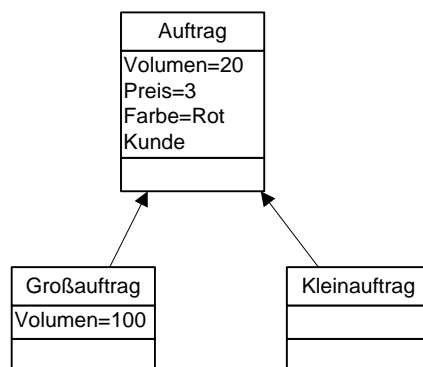 Auftrag
Volumen=20
Preis=3
Farbe=Rot
Kunde
Großauftrag
Volumen=100
Kleinauftrag